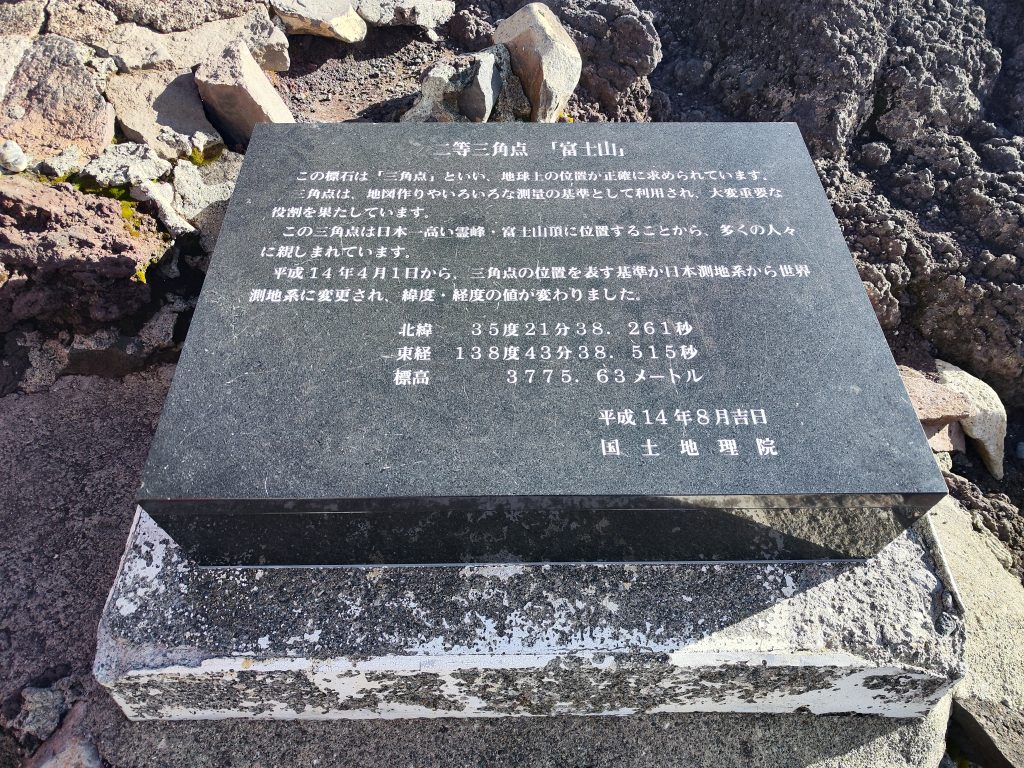 二等三角点 「富士山」
この標石は「三角点」といい、地球上の位置が正確に求められています。
三角点は、地図作りやいろいろな測量の基準として利用され、大変重要な
役割を果たしています。
この三角点は日本一高い霊峰・富士山頂に位置することから、多くの人々
に親しまれています。
平成14年4月1日から、三角点の位置を表す基準が日本測地系から世界
測地系に変更され、緯度・経度の値が変わりました。
北緯 35度21分38.261秒
東経 138度43分38.515秒
標高 3775.63メートル
平成14年8月吉日
国土地理院